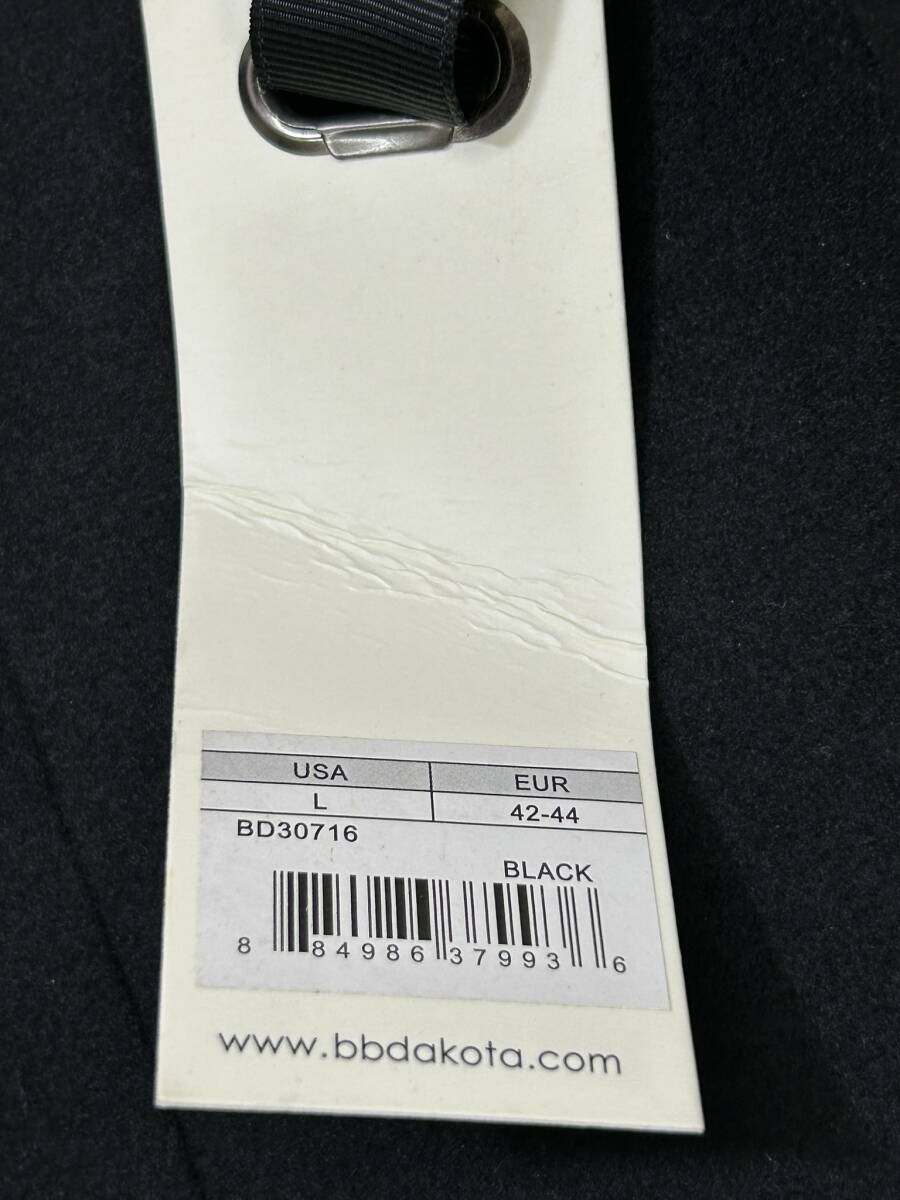 USA EUR
L 42-44
BD30716
BLACK
8 84986 37993 6
www.bbdakota.com